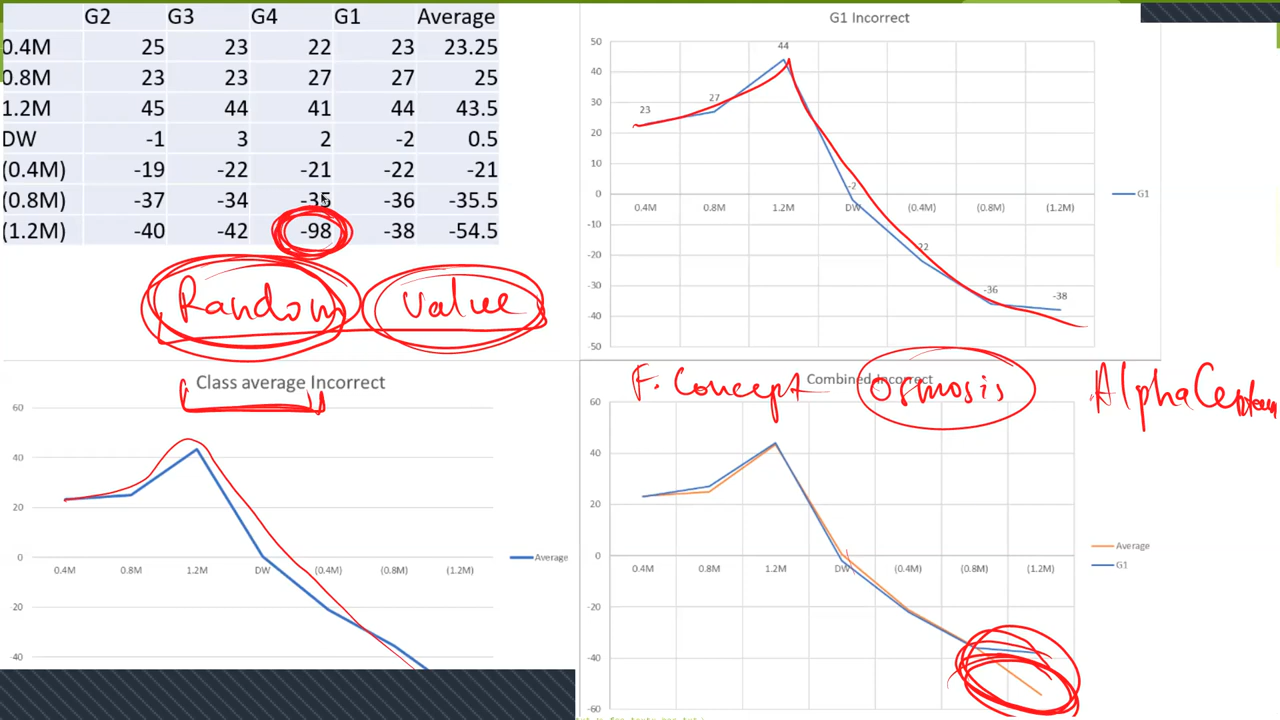 G2 G3 G4 G1 Average
0.4M 25 23 22 23 23.25
0.8M 23 23 27 27 25
1.2M 45 44 41 44 43.5
DW -1 3 2 -2 0.5
(0.4M) -19 -22 -21 -22 -21
(0.8M) -37 -34 -35 -36 -35.5
(1.2M) -40 -42 -98 -38 -54.5
Random Value
G1 Incorrect
50
44
40
30
27
23
20
10
0
-2
0.4M 0.8M 1.2M DW (0.4M) (0.8M) (1.2M)
G1
-10
-20
22
-30
-36
-38
-40
-50
Class average Incorrect
60
40
20
0
0.4M 0.8M 1.2M DW (0.4M) (0.8M) (1.2M)
Average
-20
-40
F. Concept Osmosis
Combined Incorrect
60
40
20
0
0.4M 0.8M 1.2M DW (0.4M) (0.8M) (1.2M)
Average
G1
-20
-40
-60